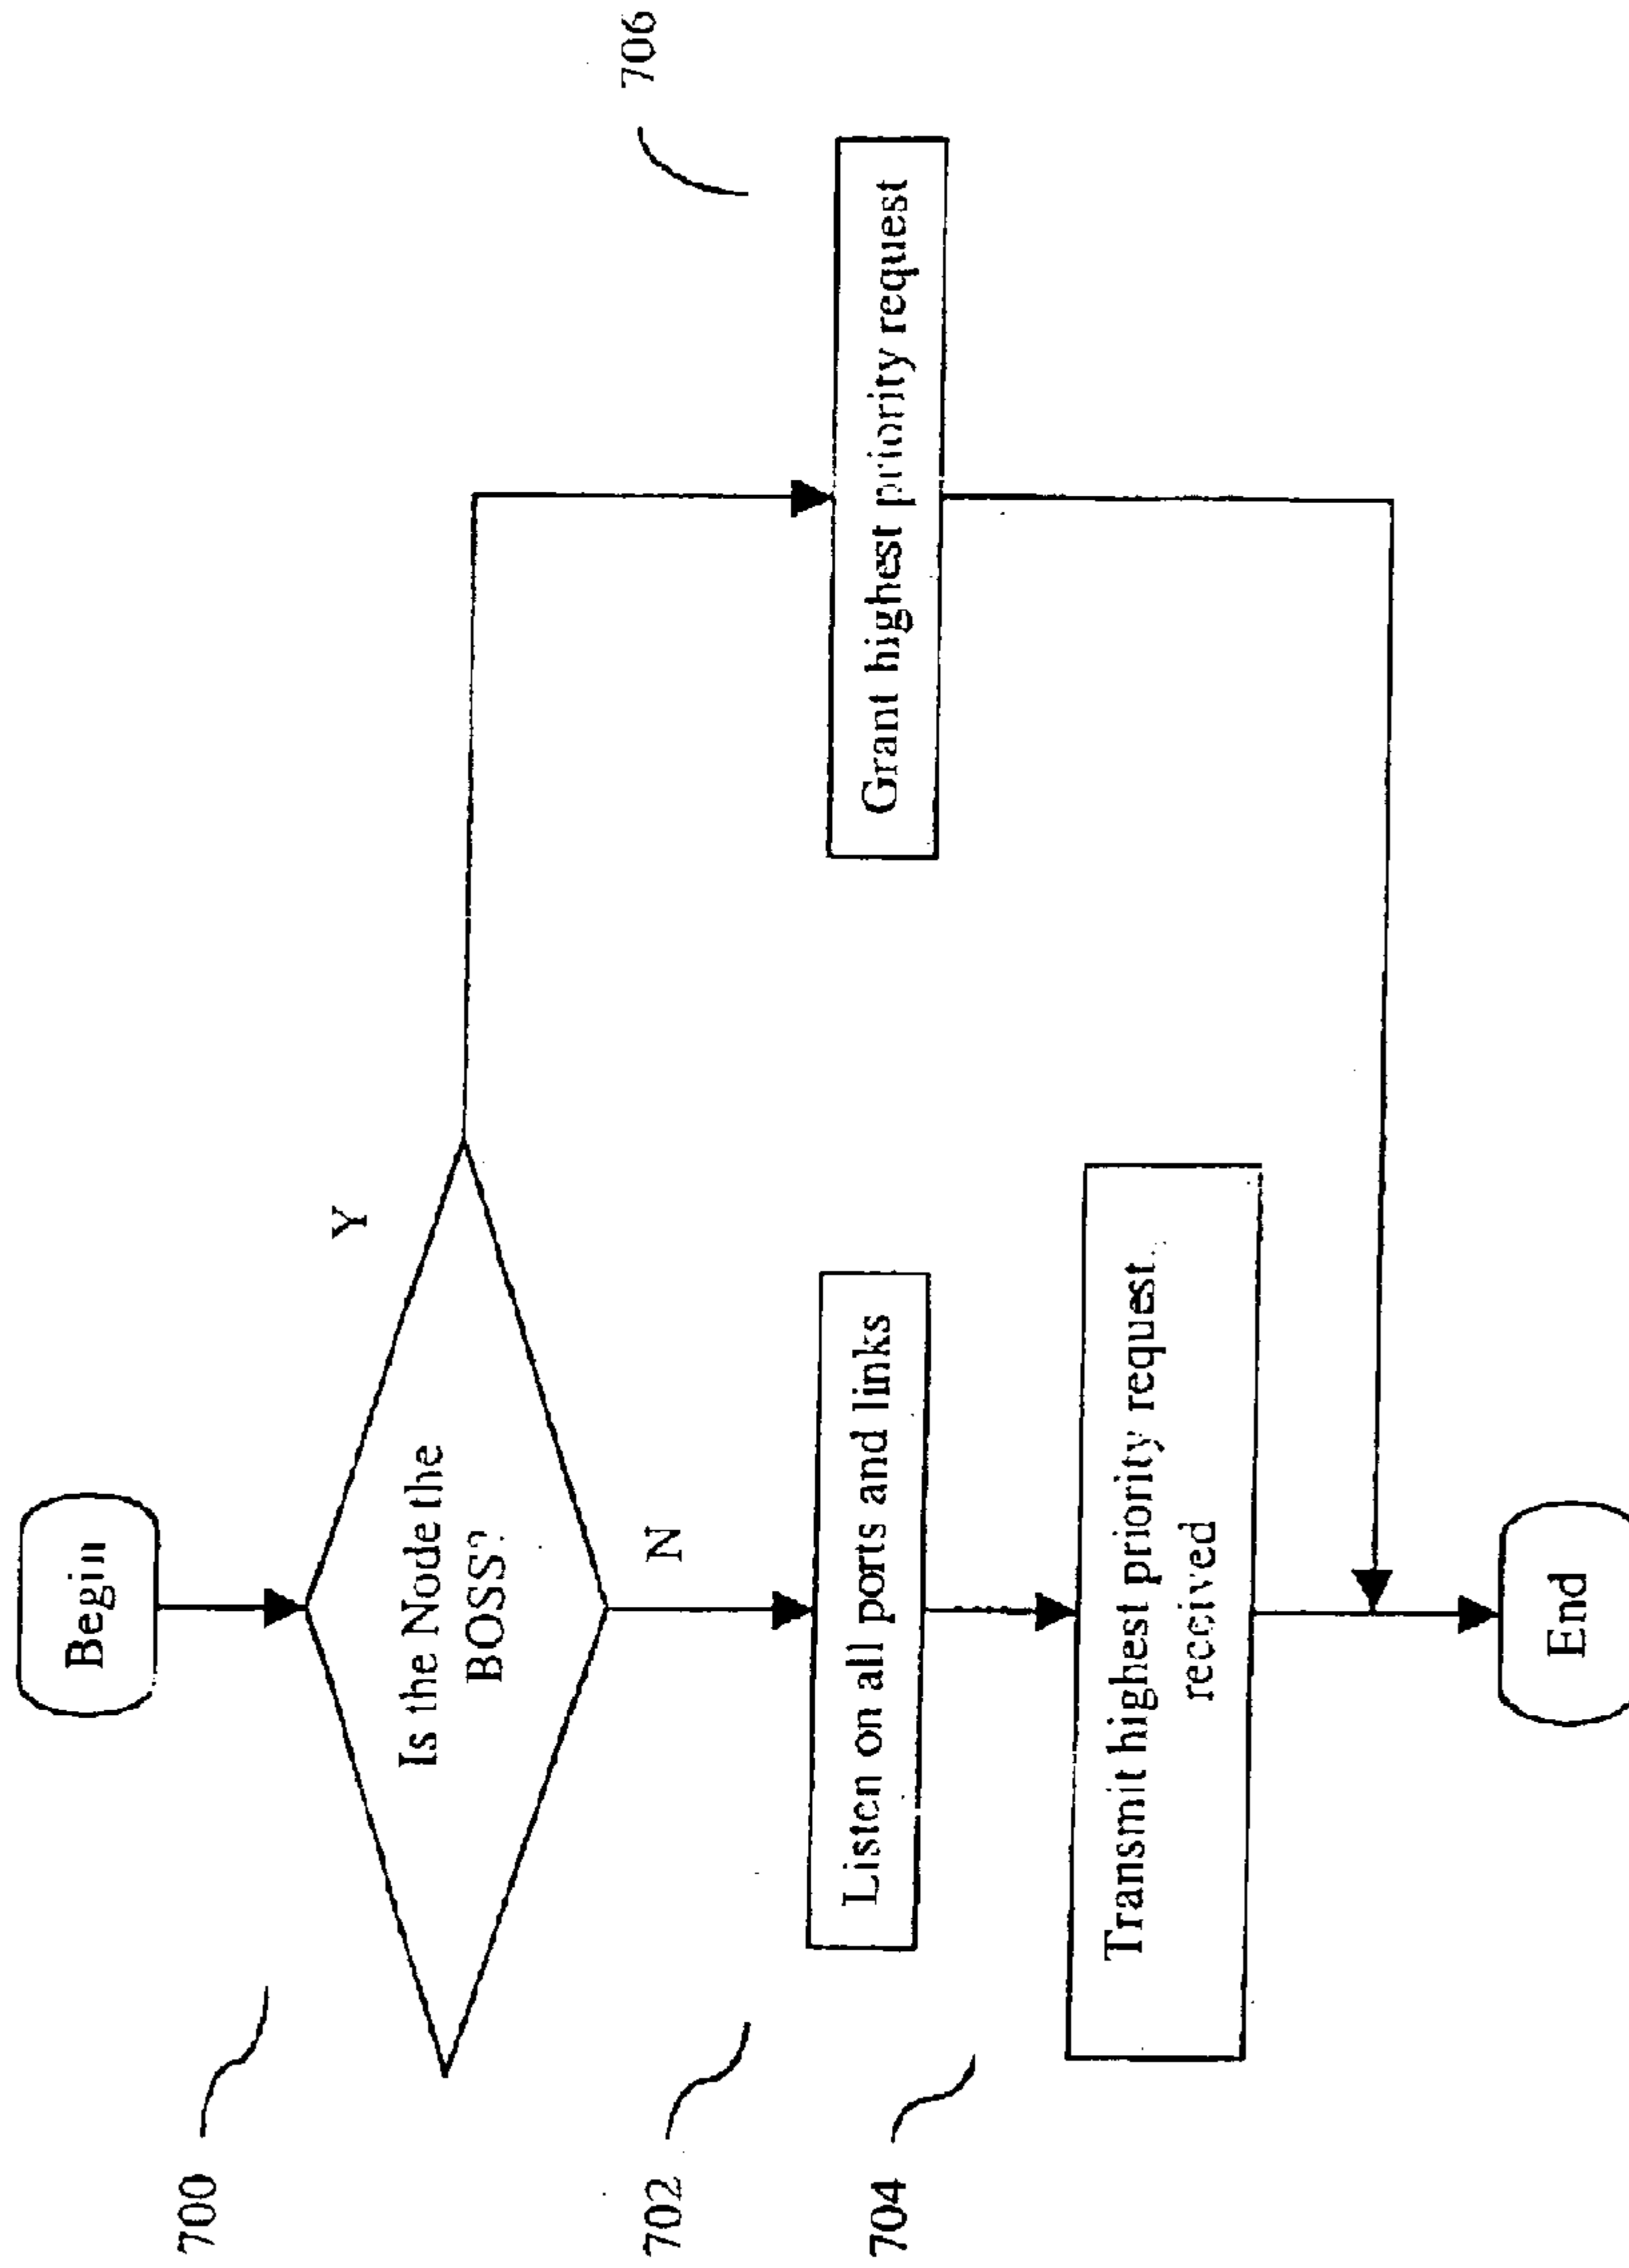 Begin
700
Is the Node the
BOSS?
Y
N
702
Listen on all ports and links
706
Grant highest priority request
704
Transmit highest priority request
received
End